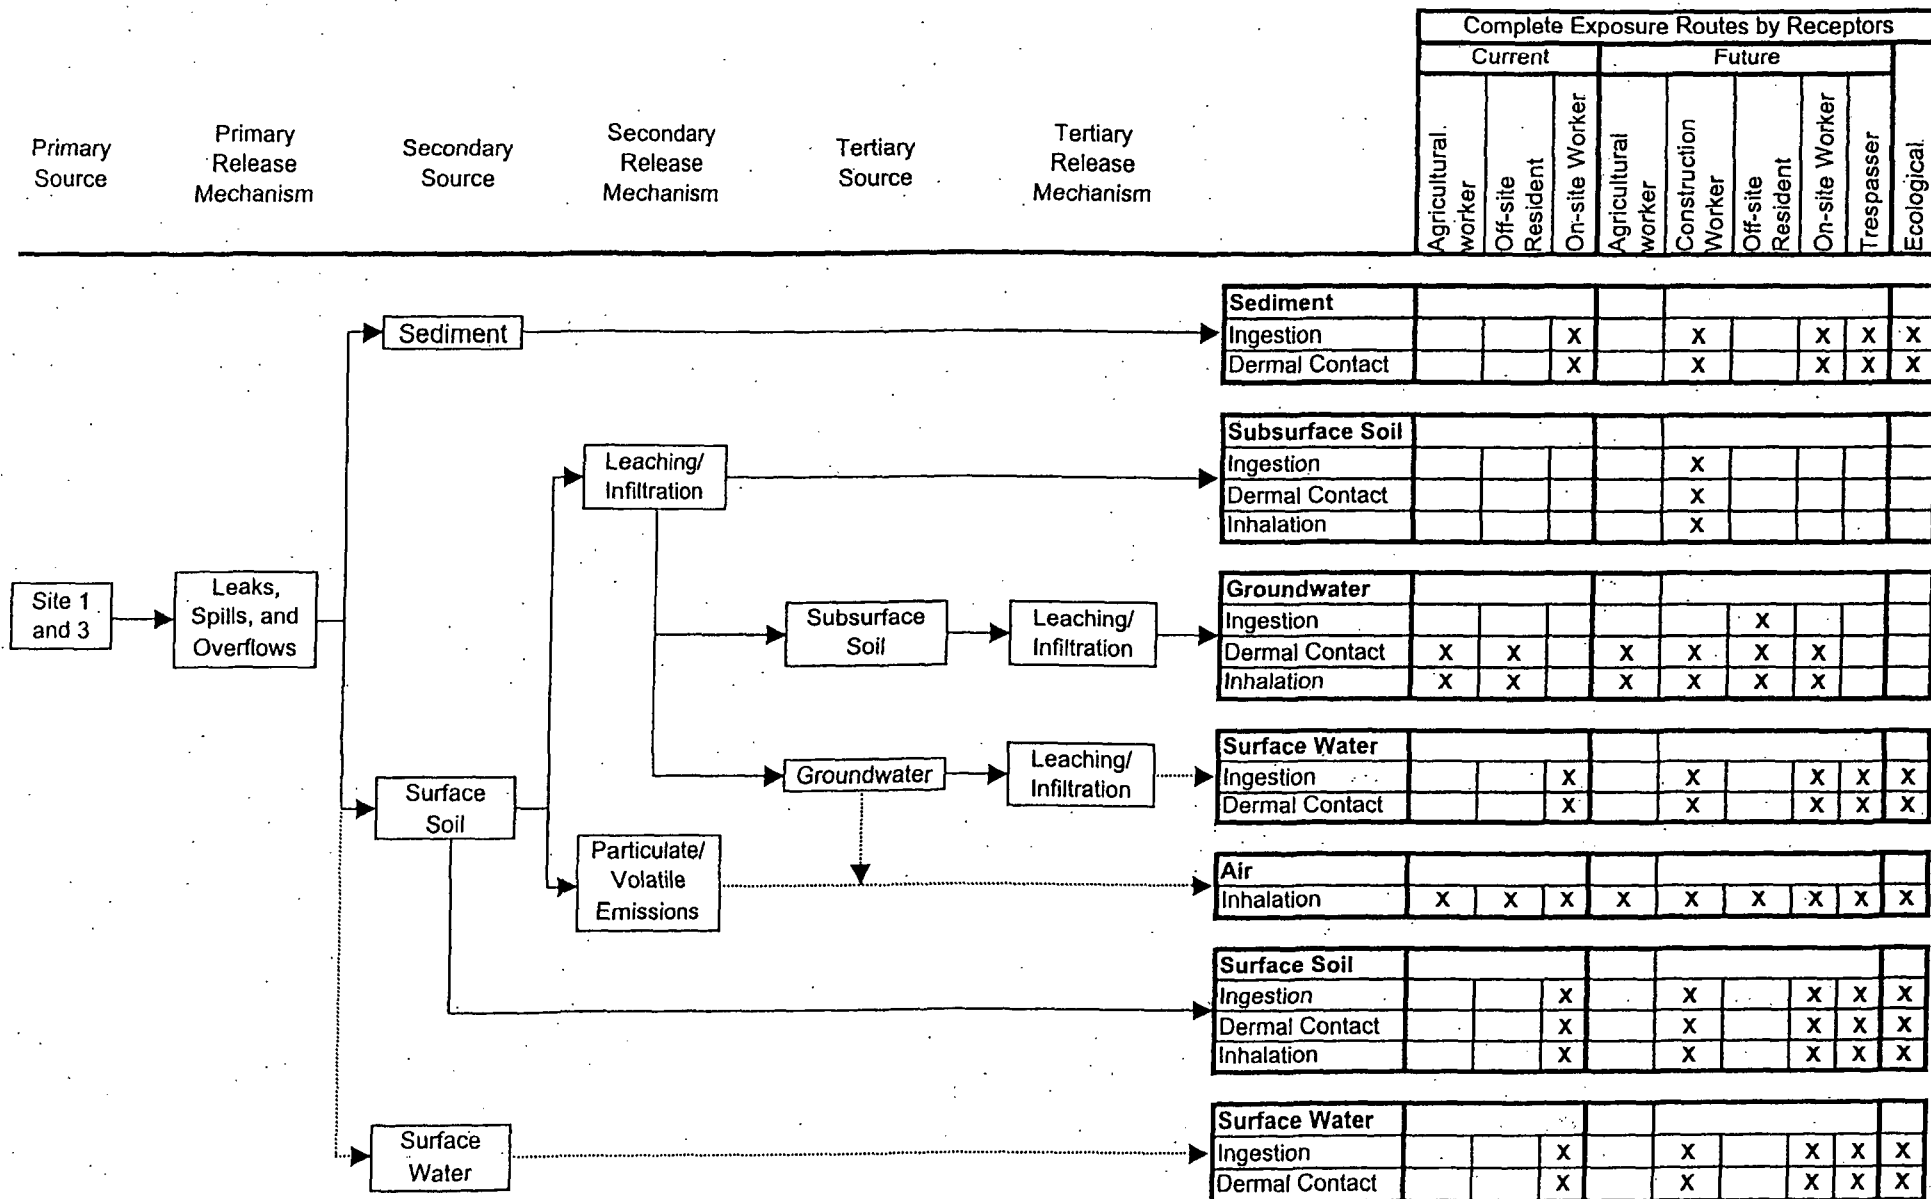 Complete Exposure Routes by Receptors
Current
Future
Primary
Source
Primary
Release
Mechanism
Secondary
Source
Secondary
Release
Mechanism
Tertiary
Source
Tertiary
Release
Mechanism
Agricultural
worker
Off-site
Resident
On-site Worker
Agricultural
worker
Construction
Worker
Off-site
Resident
On-site Worker
Trespasser
Ecological
Sediment
Sediment
Ingestion X X X X X
Dermal Contact X X X X X
Leaching/
Infiltration
Subsurface Soil
Ingestion X
Dermal Contact X
Inhalation X
Site 1
and 3
Leaks,
Spills, and
Overflows
Subsurface
Soil
Leaching/
Infiltration
Groundwater
Ingestion X
Dermal Contact X X X X X X
Inhalation X X X X X X
Surface
Soil
Groundwater
Leaching/
Infiltration
Surface Water
Ingestion X X X X X
Dermal Contact X X X X X
Particulate/
Volatile
Emissions
Air
Inhalation X X X X X X X X X
Surface Soil
Ingestion X X X X X
Dermal Contact X X X X X
Inhalation X X X X X
Surface
Water
Surface Water
Ingestion X X X X X
Dermal Contact X X X X X